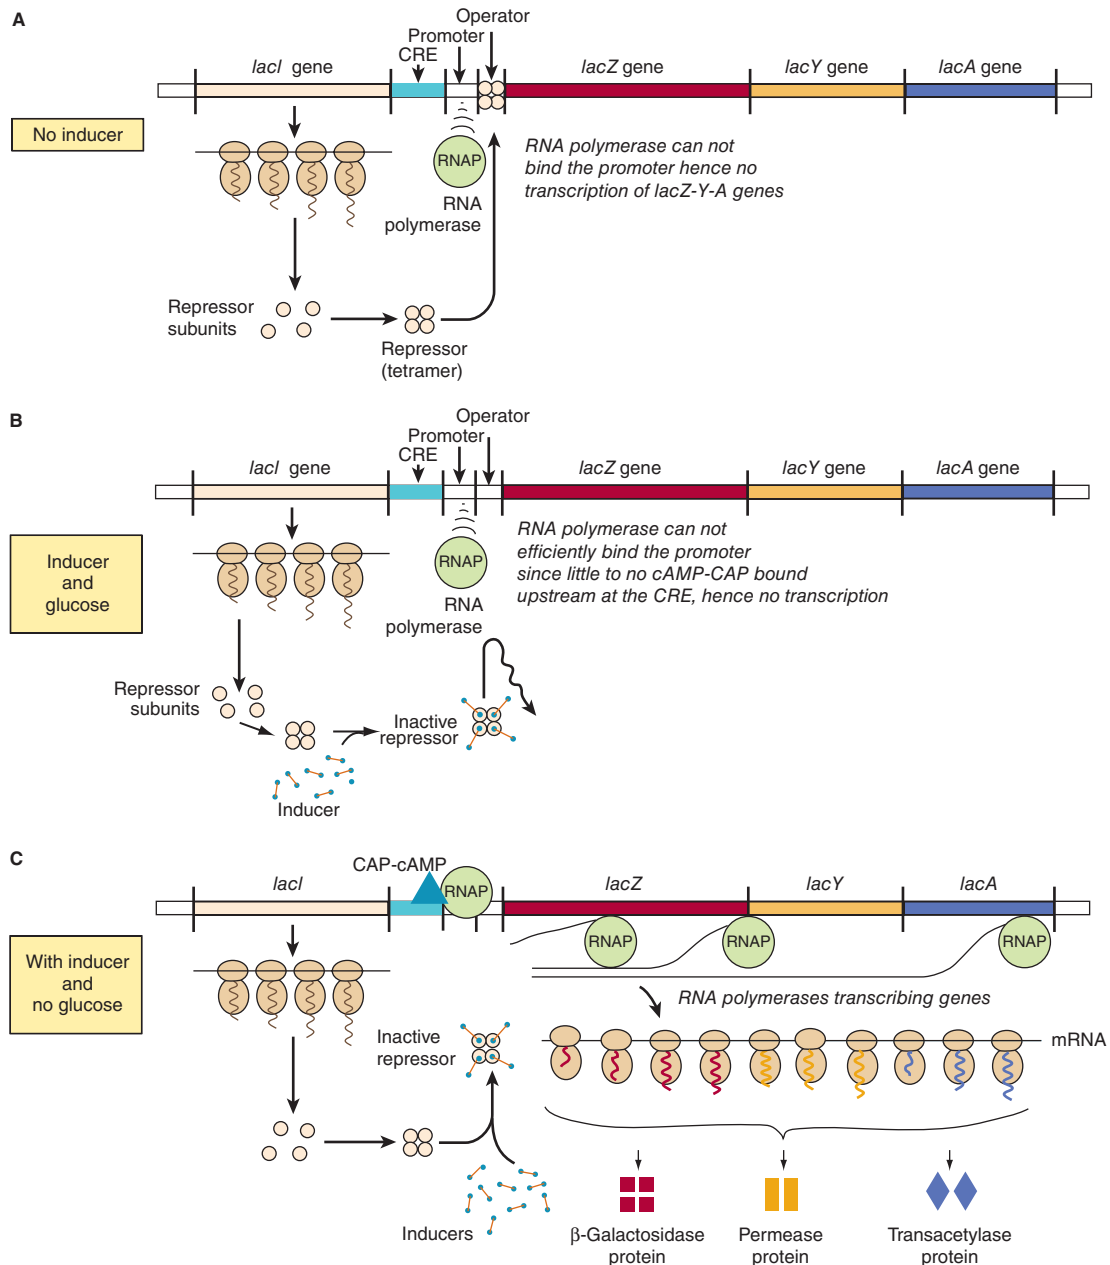 A
Operator
Promoter
CRE
lacI gene
lacZ gene
lacY gene
lacA gene
No inducer
RNAP
RNA
polymerase
RNA polymerase can not
bind the promoter hence no
transcription of lacZ-Y-A genes
Repressor
subunits
Repressor
(tetramer)
B
Operator
Promoter
CRE
lacI gene
lacZ gene
lacY gene
lacA gene
Inducer
and
glucose
RNAP
RNA
polymerase
RNA polymerase can not
efficiently bind the promoter
since little to no cAMP-CAP bound
upstream at the CRE, hence no transcription
Repressor
subunits
Inactive
repressor
Inducer
C
CAP-cAMP
RNAP
lacI
lacZ
lacY
lacA
With inducer
and
no glucose
RNAP
RNAP
RNAP
RNA polymerases transcribing genes
Inactive
repressor
mRNA
Inducers
β-Galactosidase
protein
Permease
protein
Transacetylase
protein